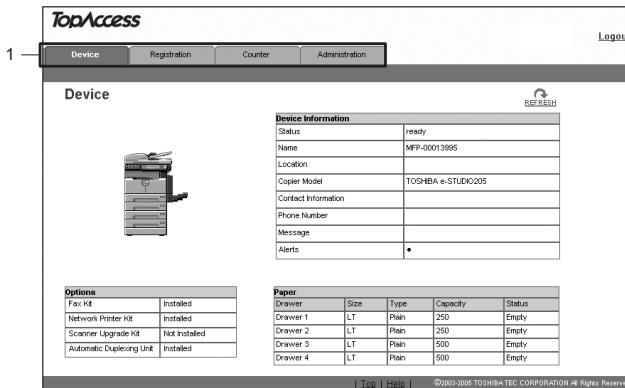 TopAccess
Logou
1
Device Registration Counter Administration
Device
REFRESH
Device Information
Status ready
Name MFP-00013995
Location
Copier Model TOSHIBA e-STUDIO205
Contact Information
Phone Number
Message
Alerts ●
Options
Fax Kit Installed
Network Printer Kit Installed
Scanner Upgrade Kit Not Installed
Automatic Duplexing Unit Installed
Paper
Drawer Size Type Capacity Status
Drawer 1 LT Plain 250 Empty
Drawer 2 LT Plain 250 Empty
Drawer 3 LT Plain 500 Empty
Drawer 4 LT Plain 500 Empty
| Top | Help | ©2003-2005 TOSHIBA TEC CORPORATION All Rights Reserve